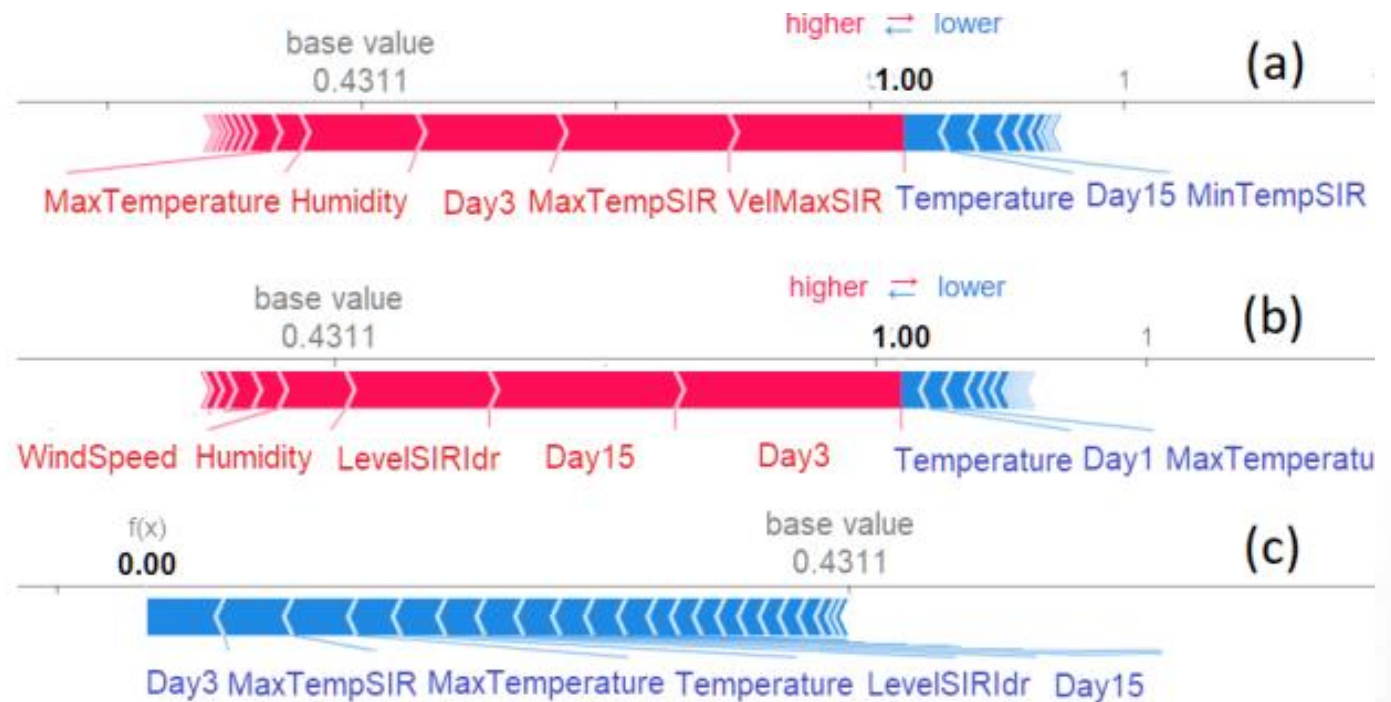 higher ⇄ lower
base value
0.4311 1.00 1 (a)
MaxTemperature Humidity Day3 MaxTempSIR VelMaxSIR Temperature Day15 MinTempSIR
higher ⇄ lower
base value
0.4311 1.00 1 (b)
WindSpeed Humidity LevelSIRIdr Day15 Day3 Temperature Day1 MaxTemperatu
f(x) base value
0.00 0.4311 (c)
Day3 MaxTempSIR MaxTemperature Temperature LevelSIRIdr Day15